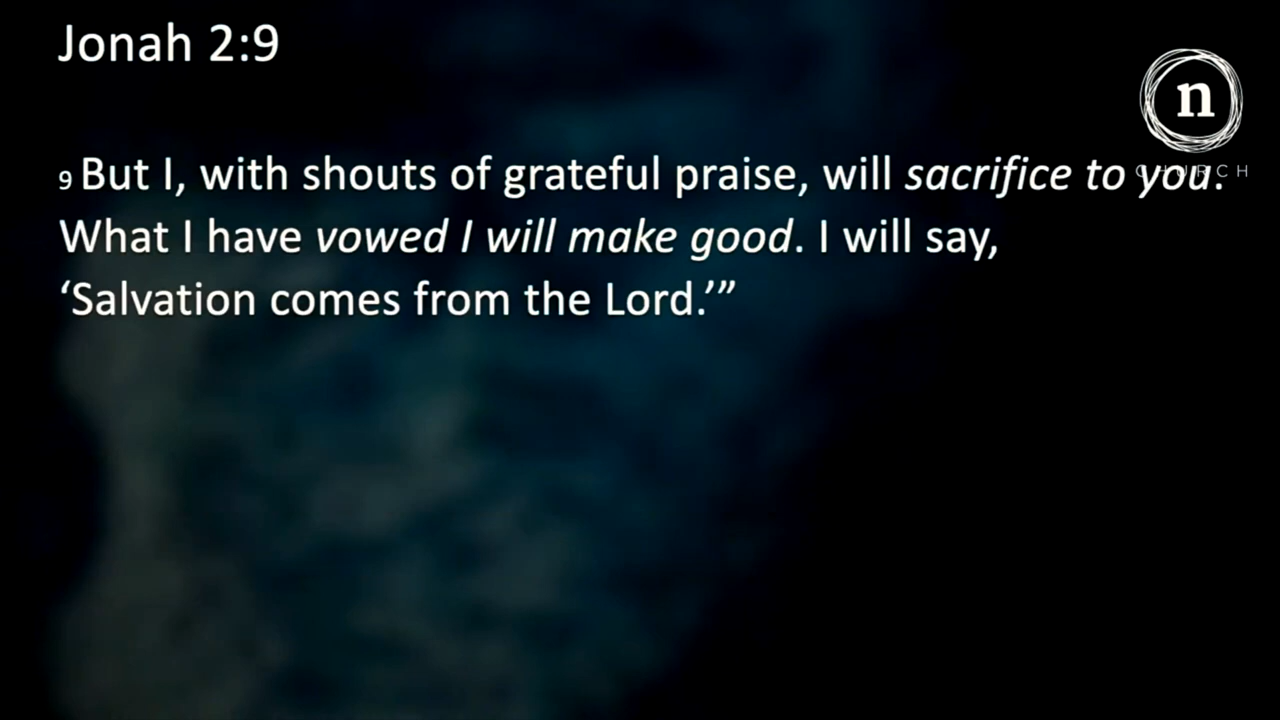 Jonah 2:9
n
CHURCH
9 But I, with shouts of grateful praise, will sacrifice to you.
What I have vowed I will make good. I will say,
‘Salvation comes from the Lord.’”